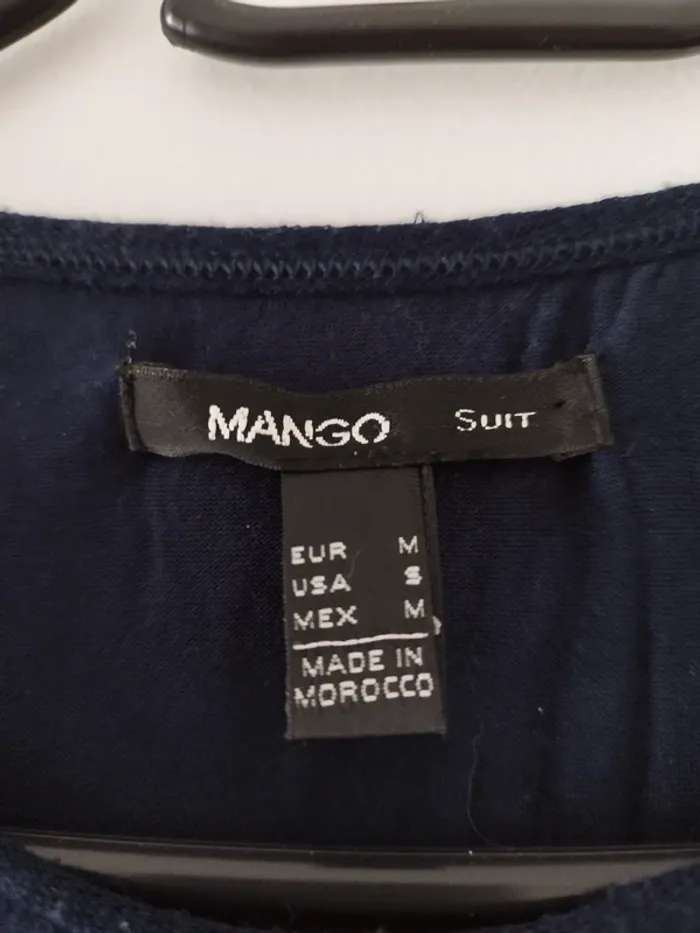 MANGO SUIT
EUR M
USA S
MEX M
MADE IN
MOROCCO